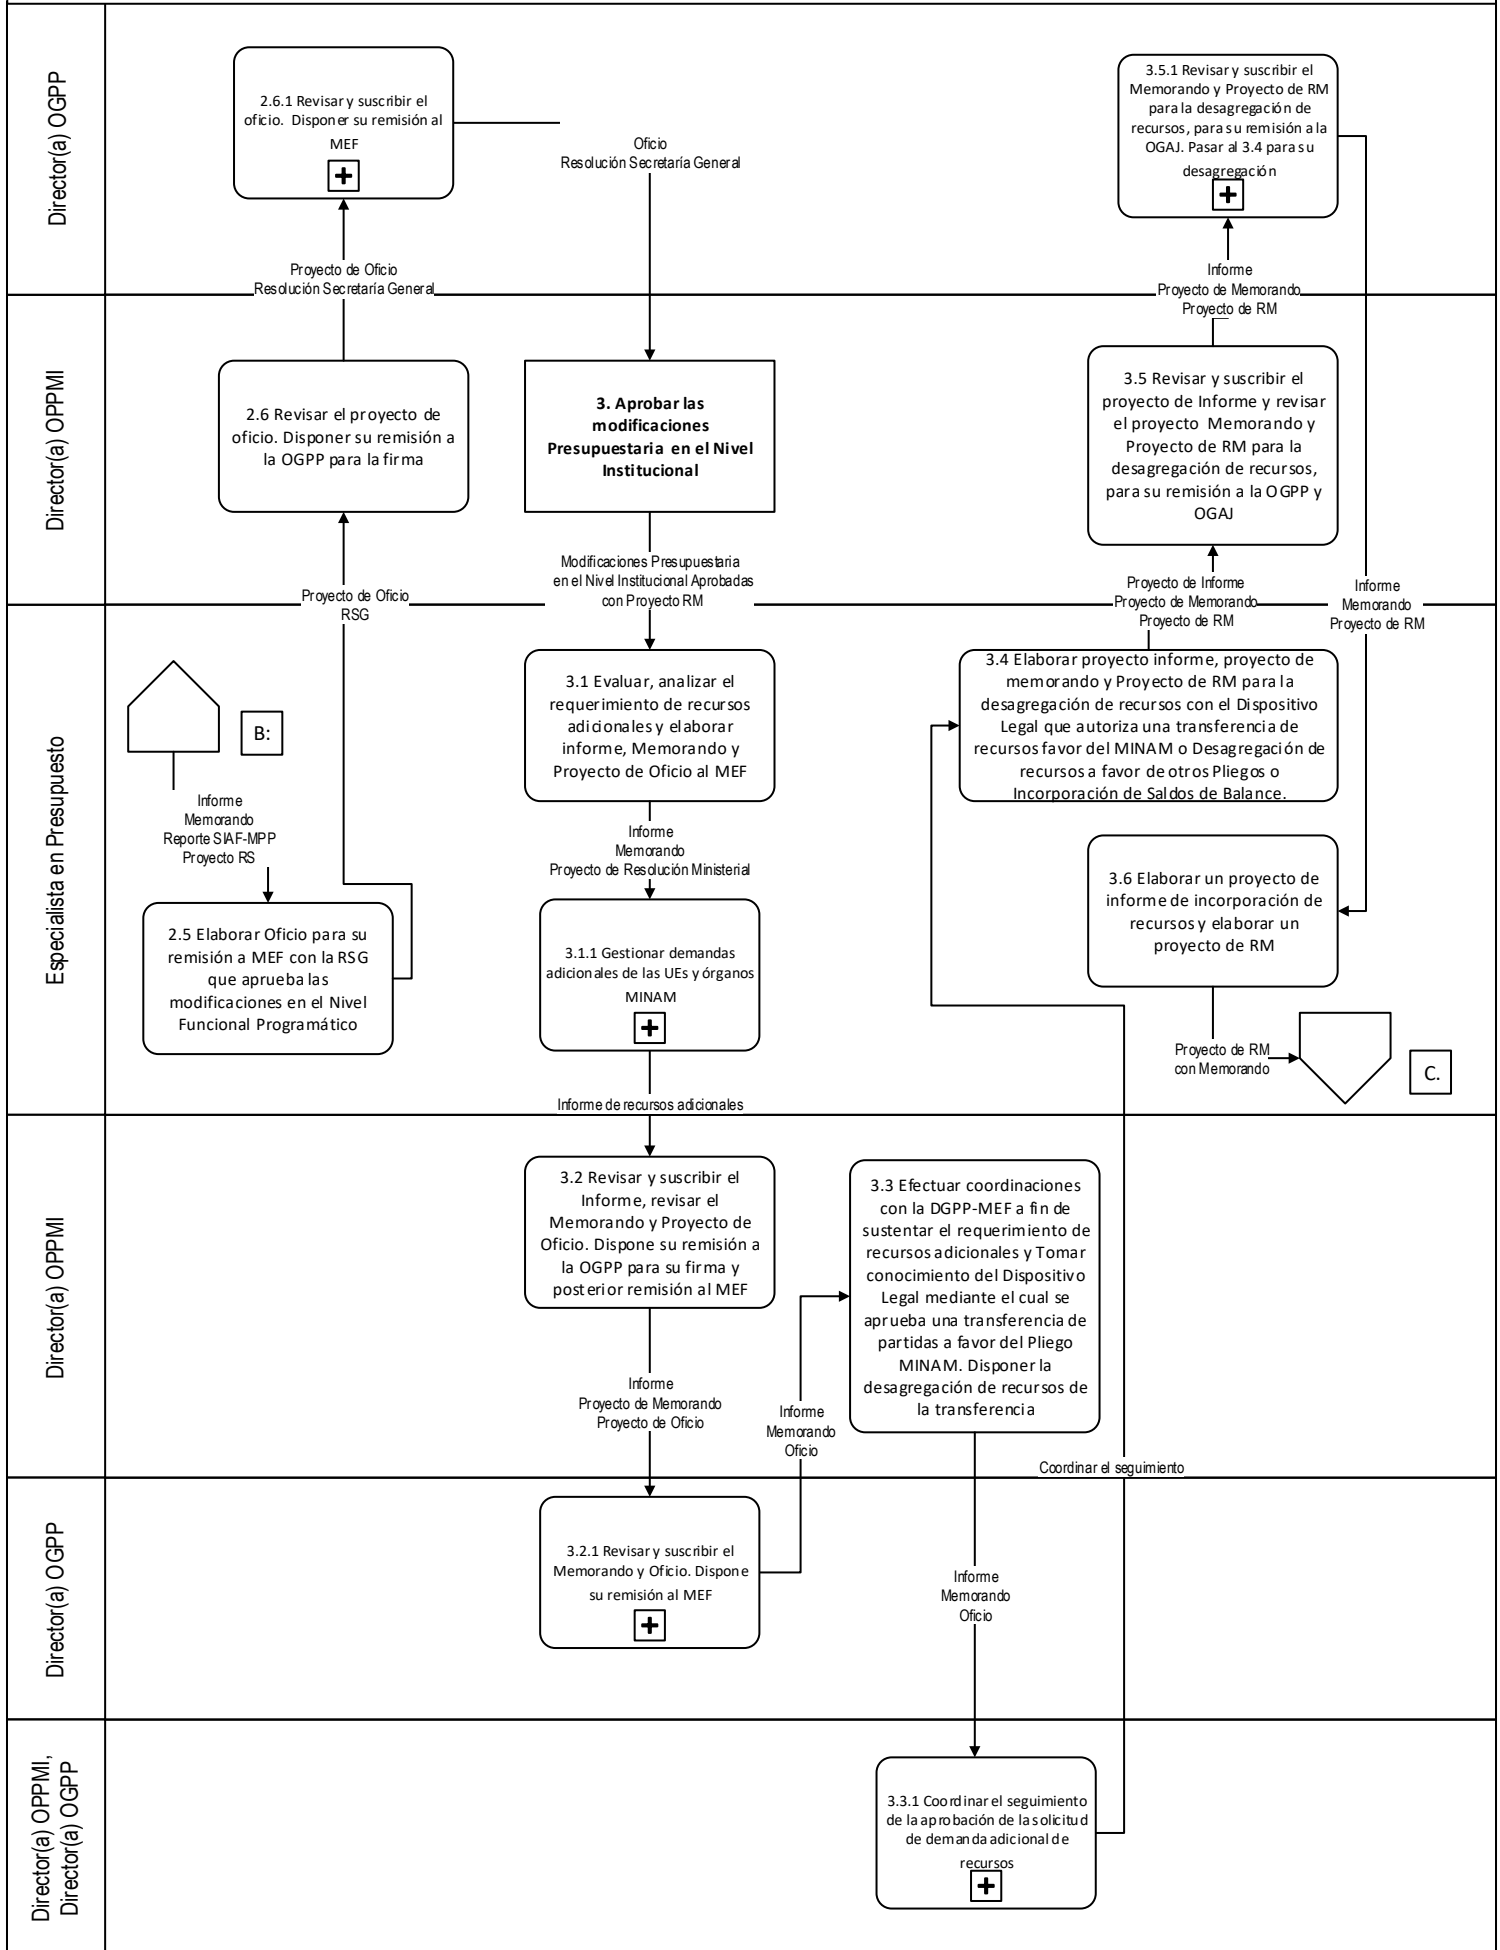 Director(a) OGPP
2.6.1 Revisar y suscribir el
oficio. Disponer su remisión al
MEF
Oficio
Resolución Secretaría General
3.5.1 Revisar y suscribir el
Memorando y Proyecto de RM
para la desagregación de
recursos, para su remisión a la
OGAJ. Pasar al 3.4 para su
desagregación
Proyecto de Oficio
Resolución Secretaría General
Informe
Proyecto de Memorando
Proyecto de RM
Director(a) OPPMI
2.6 Revisar el proyecto de
oficio. Disponer su remisión a
la OGPP para la firma
3. Aprobar las
modificaciones
Presupuestaria en el Nivel
Institucional
3.5 Revisar y suscribir el
proyecto de Informe y revisar
el proyecto Memorando y
Proyecto de RM para la
desagregación de recursos,
para su remisión a la OGPP y
OGAJ
Proyecto de Oficio
RSG
Modificaciones Presupuestaria
en el Nivel Institucional Aprobadas
con Proyecto RM
Proyecto de Informe
Proyecto de Memorando
Proyecto de RM
Informe
Memorando
Proyecto de RM
Especialista en Presupuesto
B:
Informe
Memorando
Reporte SIAF-MPP
Proyecto RS
2.5 Elaborar Oficio para su
remisión a MEF con la RSG
que aprueba las
modificaciones en el Nivel
Funcional Programático
3.1 Evaluar, analizar el
requerimiento de recursos
adicionales y elaborar
informe, Memorando y
Proyecto de Oficio al MEF
Informe
Memorando
Proyecto de Resolución Ministerial
3.1.1 Gestionar demandas
adicionales de las UEs y órganos
MINAM
3.4 Elaborar proyecto informe, proyecto de
memorando y Proyecto de RM para la
desagregación de recursos con el Dispositivo
Legal que autoriza una transferencia de
recursos favor del MINAM o Desagregación de
recursos a favor de otros Pliegos o
Incorporación de Saldos de Balance.
3.6 Elaborar un proyecto de
informe de incorporación de
recursos y elaborar un
proyecto de RM
Proyecto de RM
con Memorando
C.
Informe de recursos adicionales
Director(a) OPPMI
3.2 Revisar y suscribir el
Informe, revisar el
Memorando y Proyecto de
Oficio. Dispone su remisión a
la OGPP para su firma y
posterior remisión al MEF
3.3 Efectuar coordinaciones
con la DGPP-MEF a fin de
sustentar el requerimiento de
recursos adicionales y Tomar
conocimiento del Dispositivo
Legal mediante el cual se
aprueba una transferencia de
partidas a favor del Pliego
MINAM. Disponer la
desagregación de recursos de
la transferencia
Informe
Proyecto de Memorando
Proyecto de Oficio
Informe
Memorando
Oficio
Coordinar el seguimiento
Director(a) OGPP
3.2.1 Revisar y suscribir el
Memorando y Oficio. Dispone
su remisión al MEF
Informe
Memorando
Oficio
Director(a) OPPMI,
Director(a) OGPP
3.3.1 Coordinar el seguimiento
de la aprobación de la solicitud
de demanda adicional de
recursos